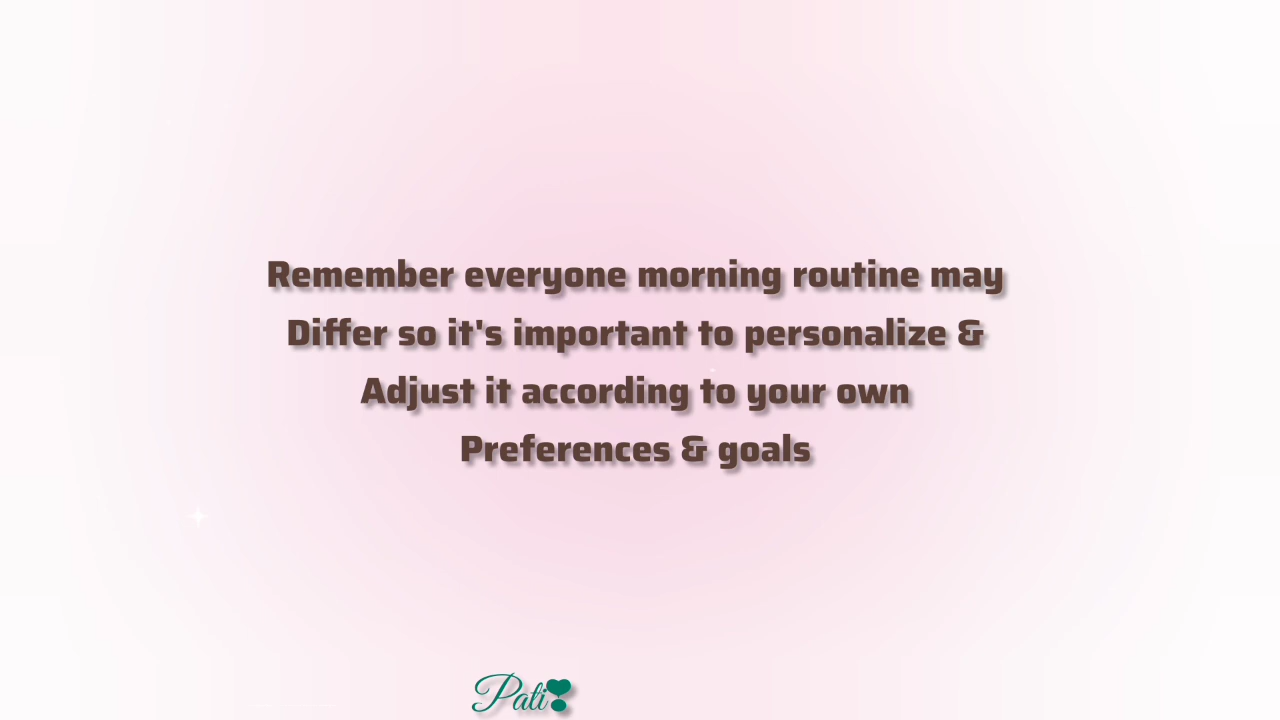 Remember everyone morning routine may
Differ so it's important to personalize &
Adjust it according to your own
Preferences & goals
Pati